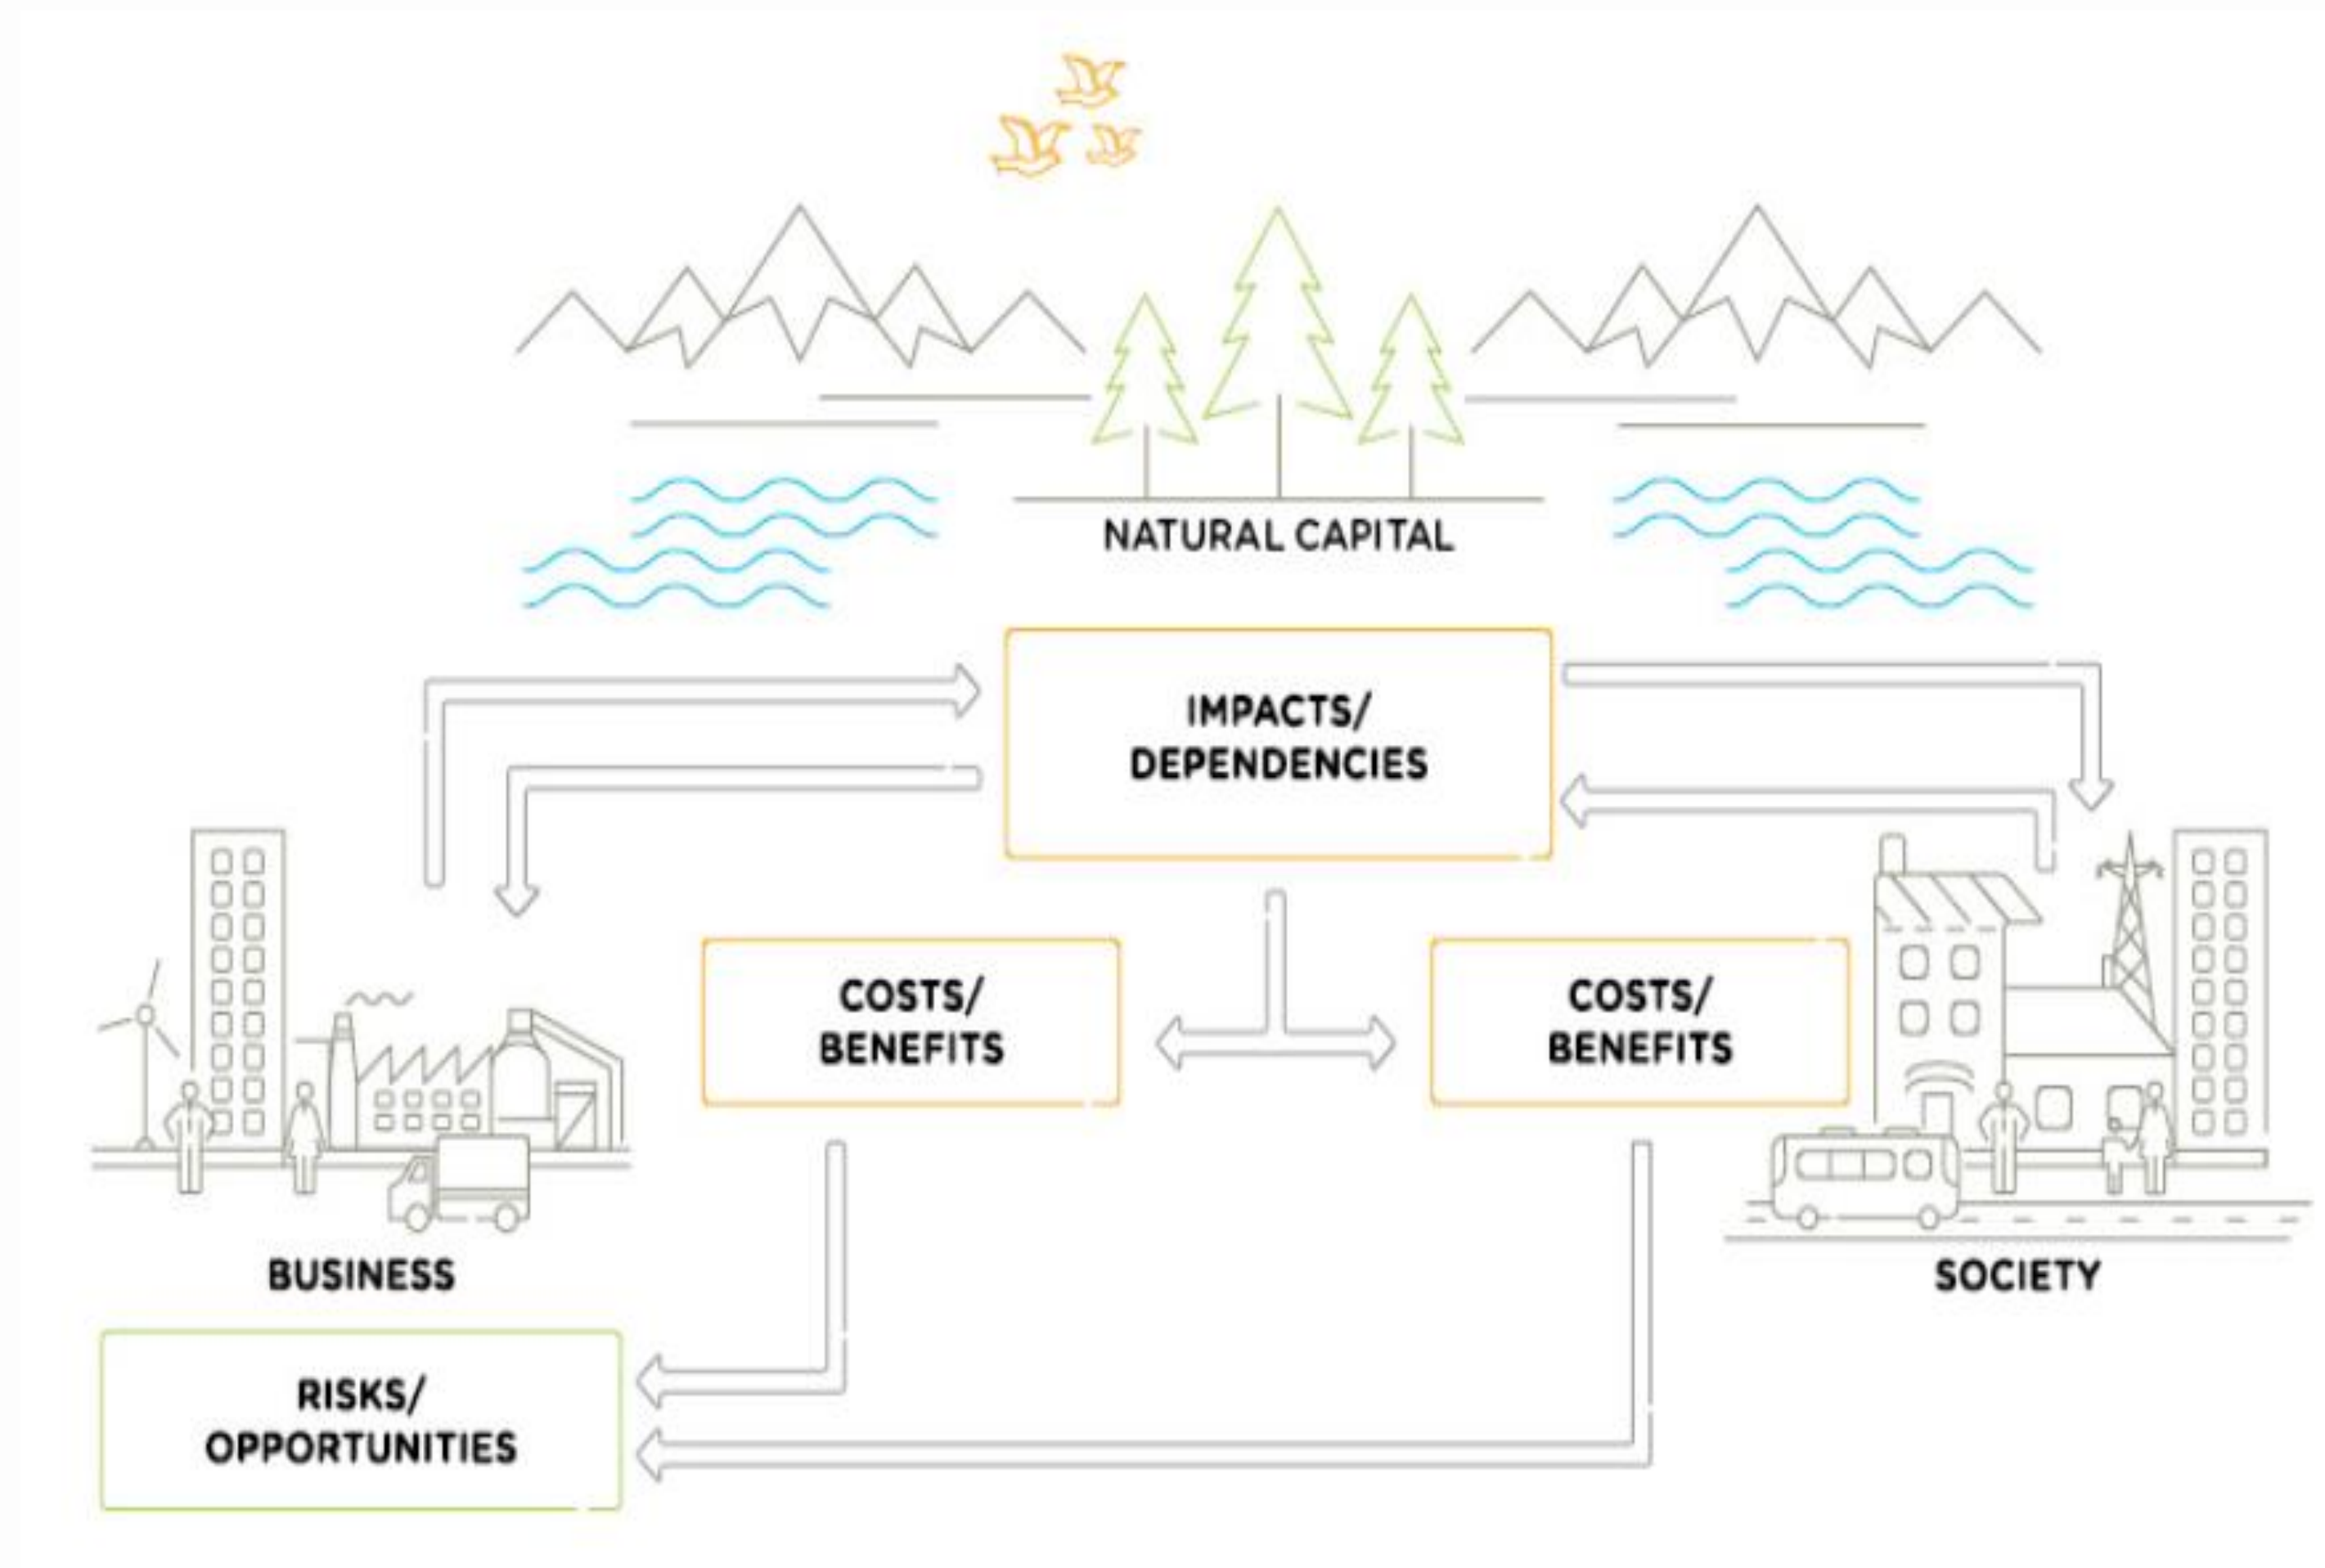 NATURAL CAPITAL
IMPACTS/
DEPENDENCIES
COSTS/
BENEFITS
COSTS/
BENEFITS
BUSINESS
SOCIETY
RISKS/
OPPORTUNITIES